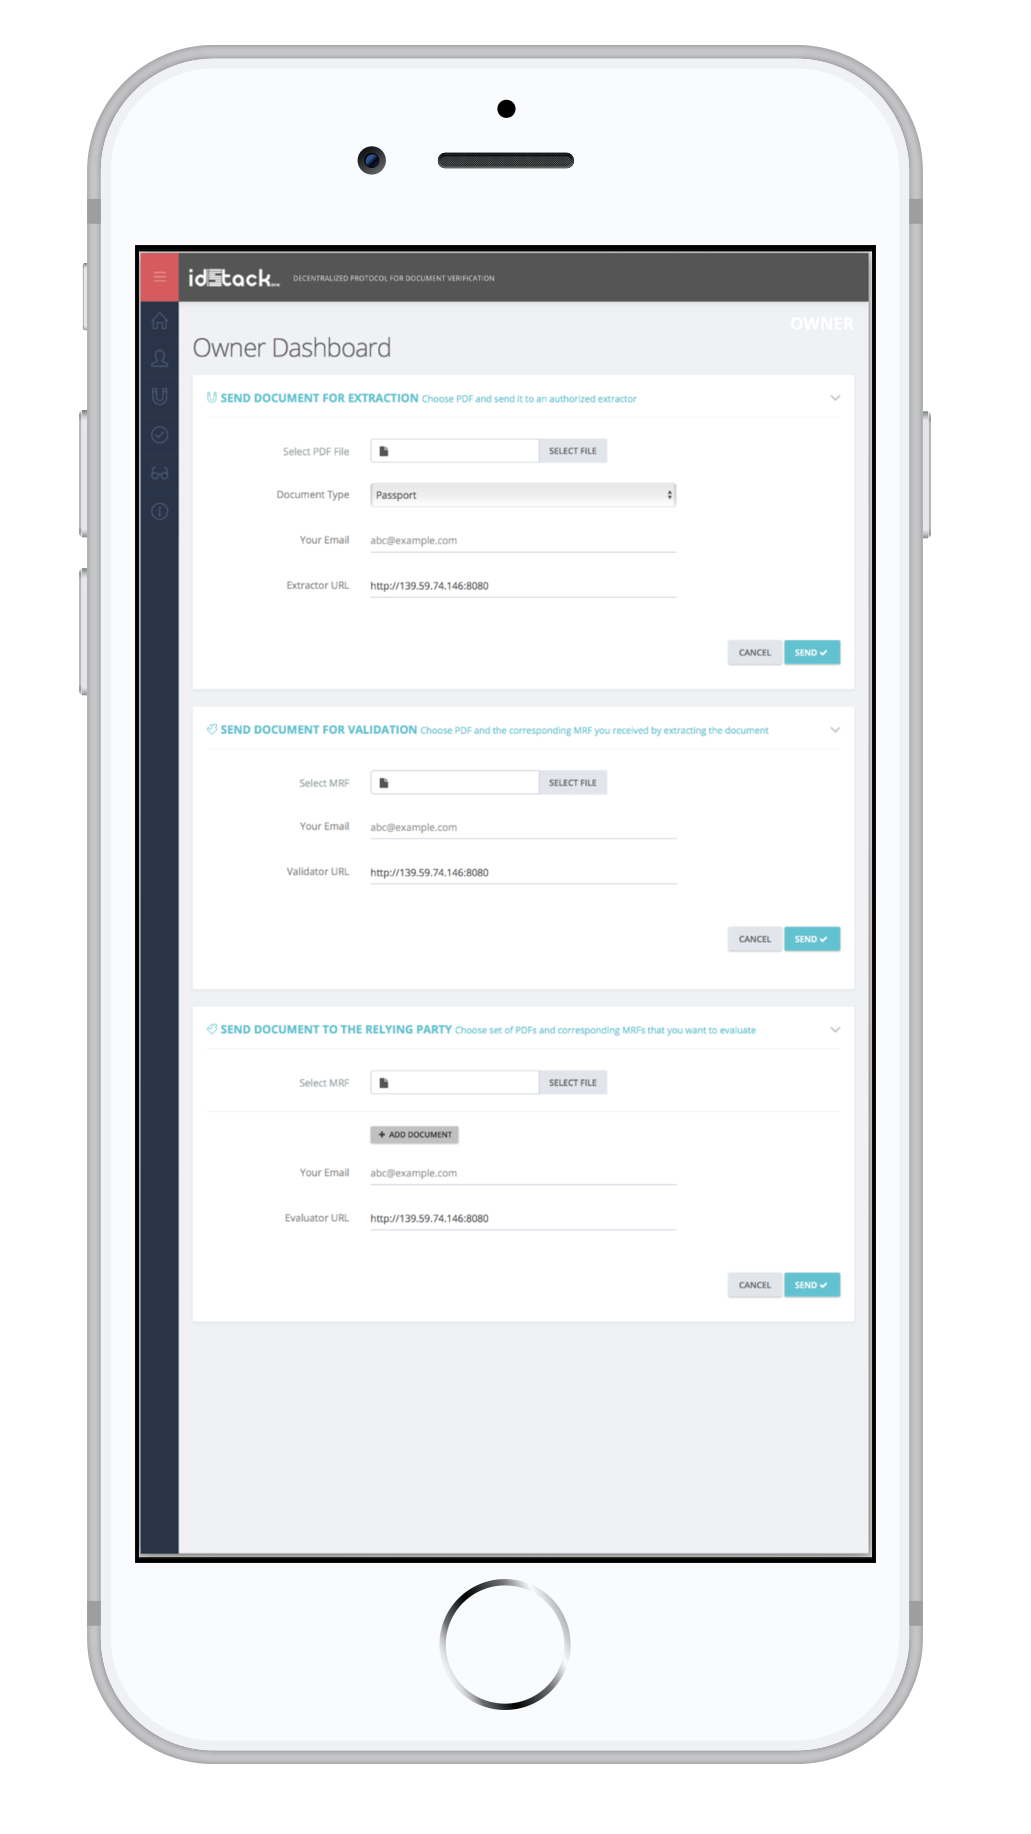 idStack
DECENTRALIZED PROTOCOL FOR DOCUMENT VERIFICATION
OWNER
Owner Dashboard
SEND DOCUMENT FOR EXTRACTION Choose PDF and send it to an authorized extractor
Select PDF File SELECT FILE
Document Type Passport
Your Email abc@example.com
Extractor URL http://139.59.74.146:8080
CANCEL SEND
SEND DOCUMENT FOR VALIDATION Choose PDF and the corresponding MRF you received by extracting the document
Select MRF SELECT FILE
Your Email abc@example.com
Validator URL http://139.59.74.146:8080
CANCEL SEND
SEND DOCUMENT TO THE RELYING PARTY Choose set of PDFs and corresponding MRFs that you want to evaluate
Select MRF SELECT FILE
+ ADD DOCUMENT
Your Email abc@example.com
Evaluator URL http://139.59.74.146:8080
CANCEL SEND